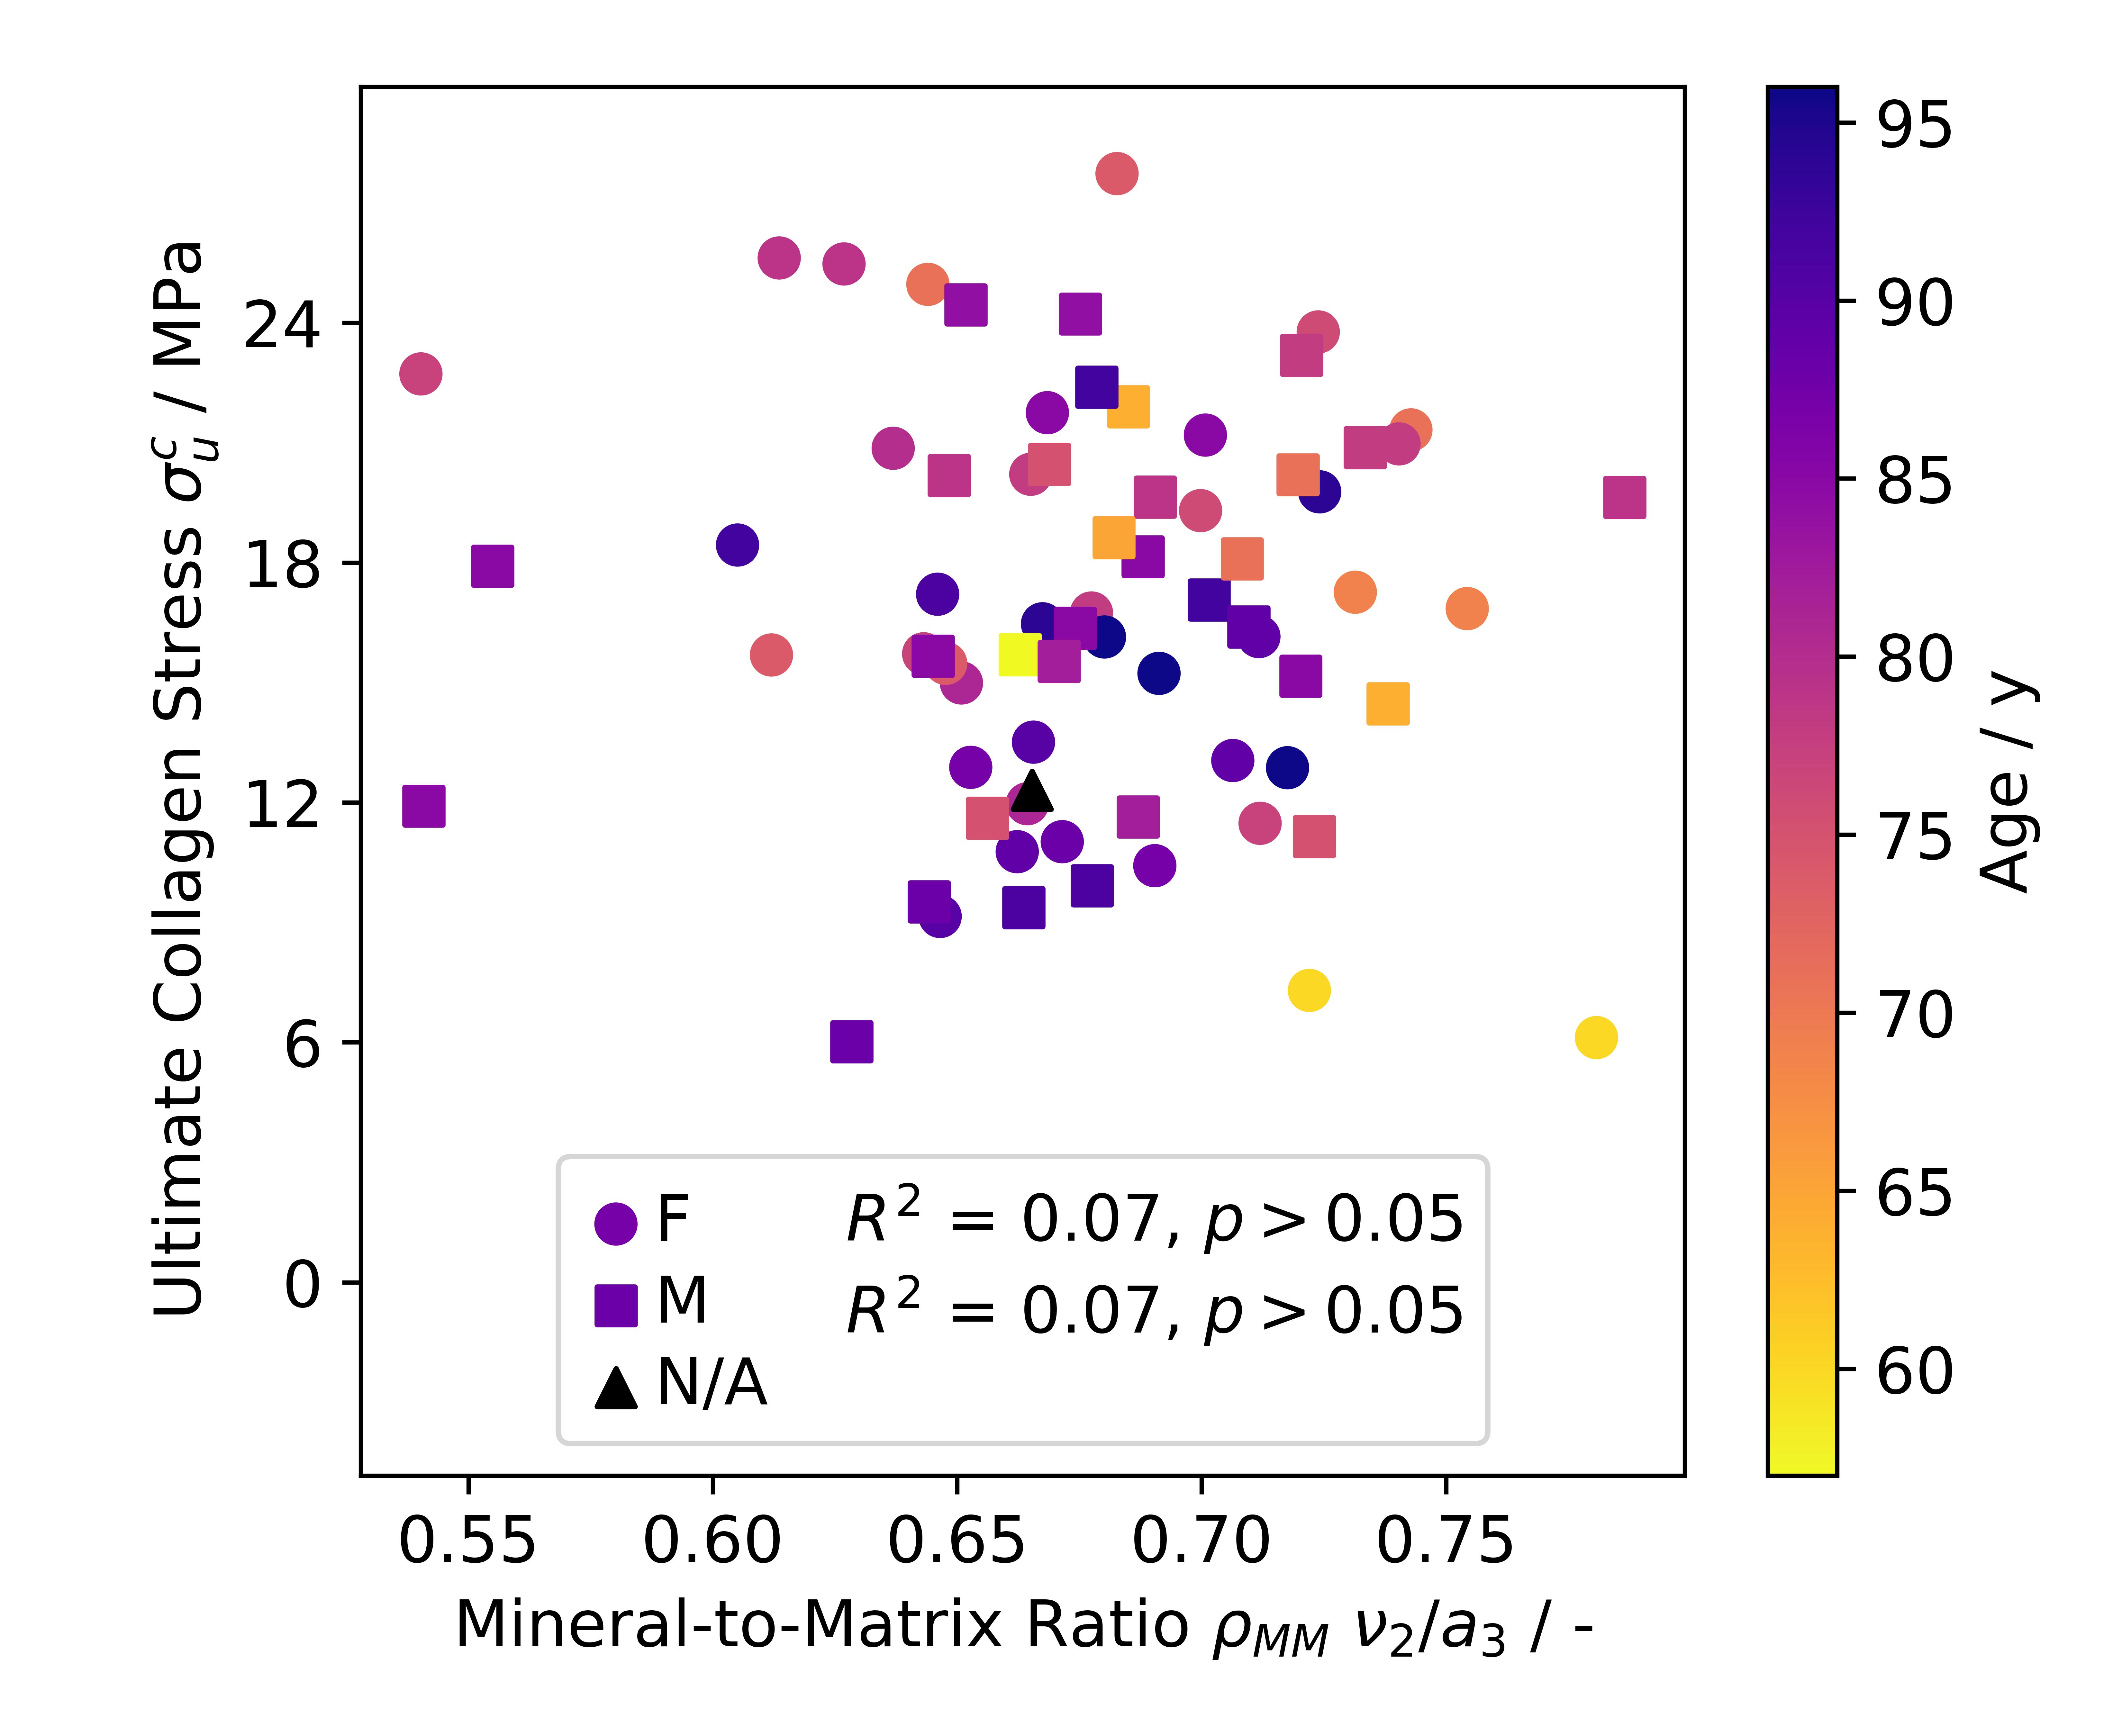 Ultimate Collagen Stress σᵤᶜ / MPa
24
18
12
6
0
F R² = 0.07, p > 0.05
M R² = 0.07, p > 0.05
N/A
0.55 0.60 0.65 0.70 0.75
Mineral-to-Matrix Ratio ρ_MM ν₂/a₃ / -
95
90
85
80
75
70
65
60
Age / y